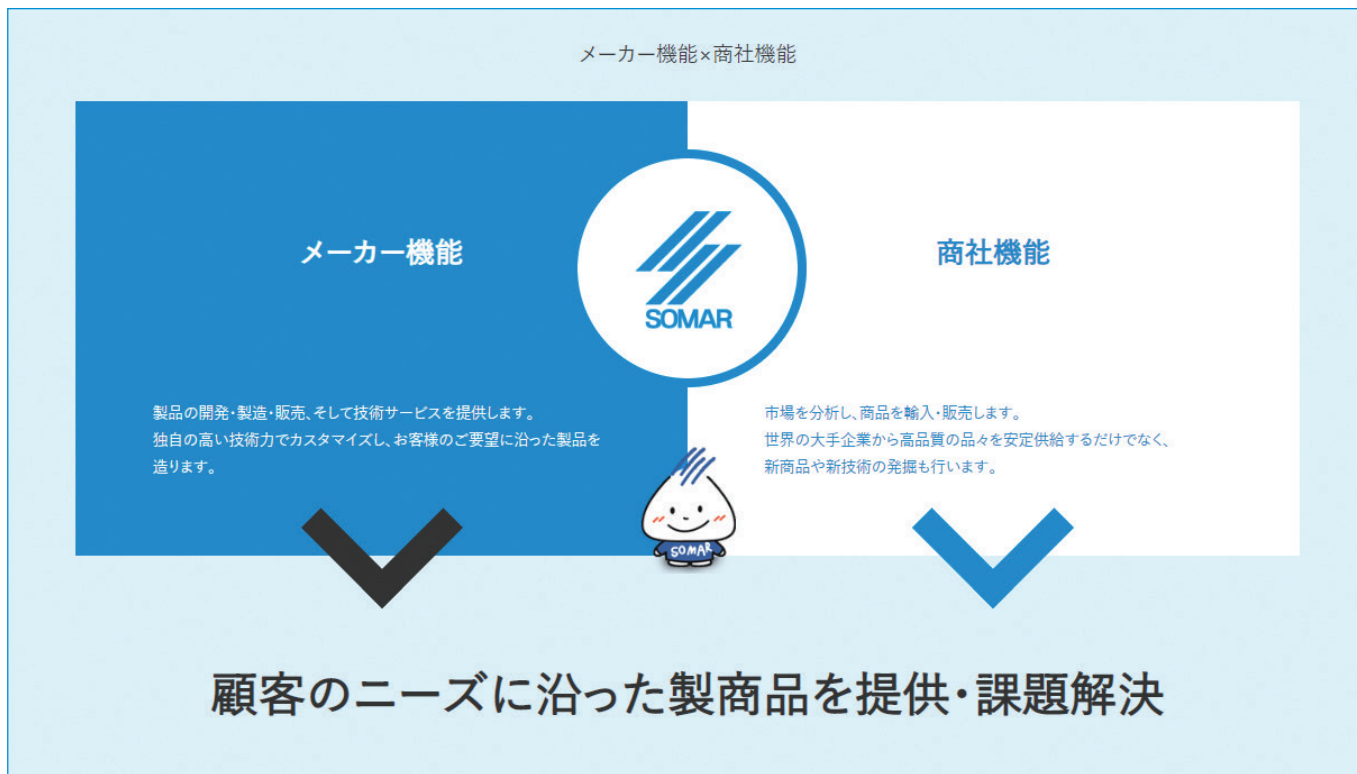 メーカー機能×商社機能
メーカー機能
SOMAR
商社機能
製品の開発・製造・販売、そして技術サービスを提供します。
独自の高い技術力でカスタマイズし、お客様のご要望に沿った製品を
造ります。
市場を分析し、商品を輸入・販売します。
世界の大手企業から高品質の品々を安定供給するだけでなく、
新商品や新技術の発掘も行います。
SOMAR
顧客のニーズに沿った製商品を提供・課題解決